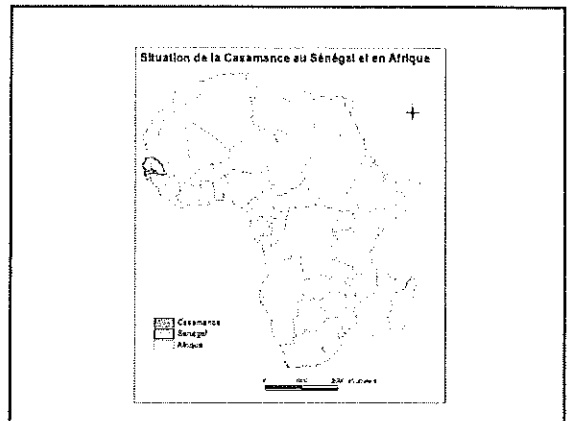 Situation de la Casamance au Sénégal et en Afrique
Casamance
Sénégal
Afrique